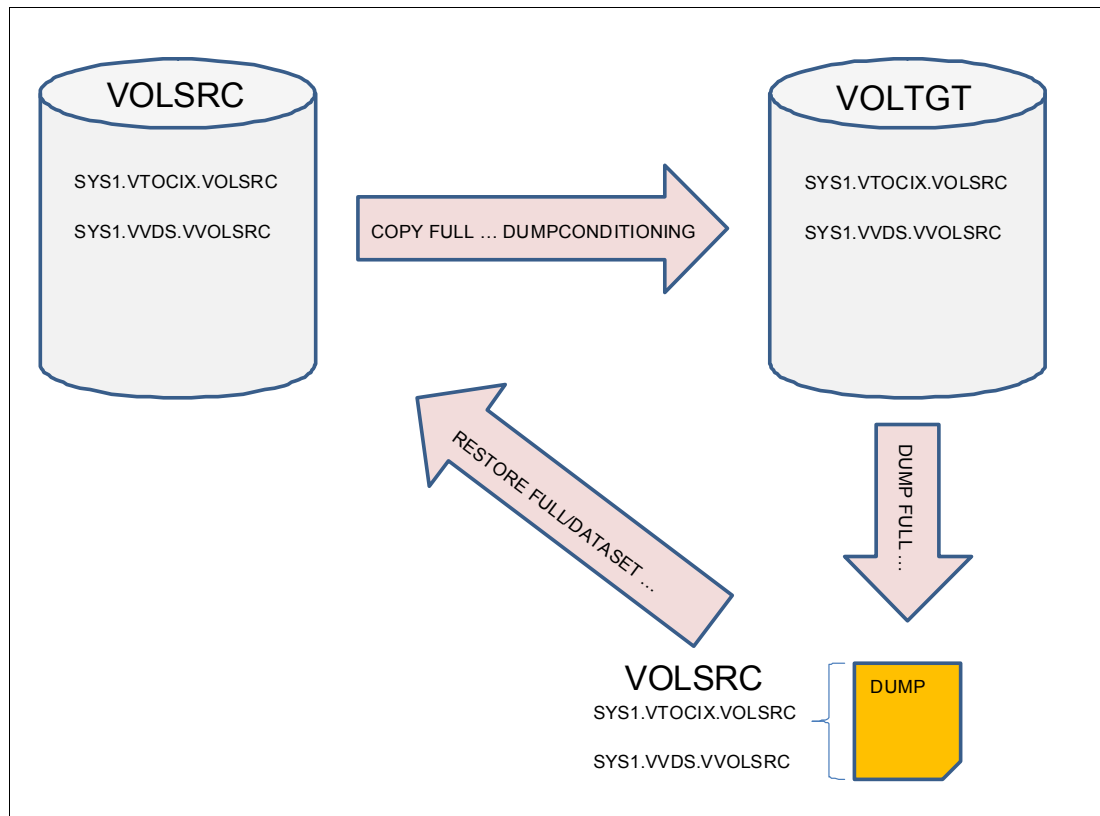 VOLSRC
SYS1.VTOCIX.VOLSRC
SYS1.VVDS.VVOLSRC
COPY FULL … DUMPCONDITIONING
VOLTGT
SYS1.VTOCIX.VOLSRC
SYS1.VVDS.VVOLSRC
RESTORE FULL/DATASET …
DUMP FULL …
VOLSRC
SYS1.VTOCIX.VOLSRC
SYS1.VVDS.VVOLSRC
DUMP